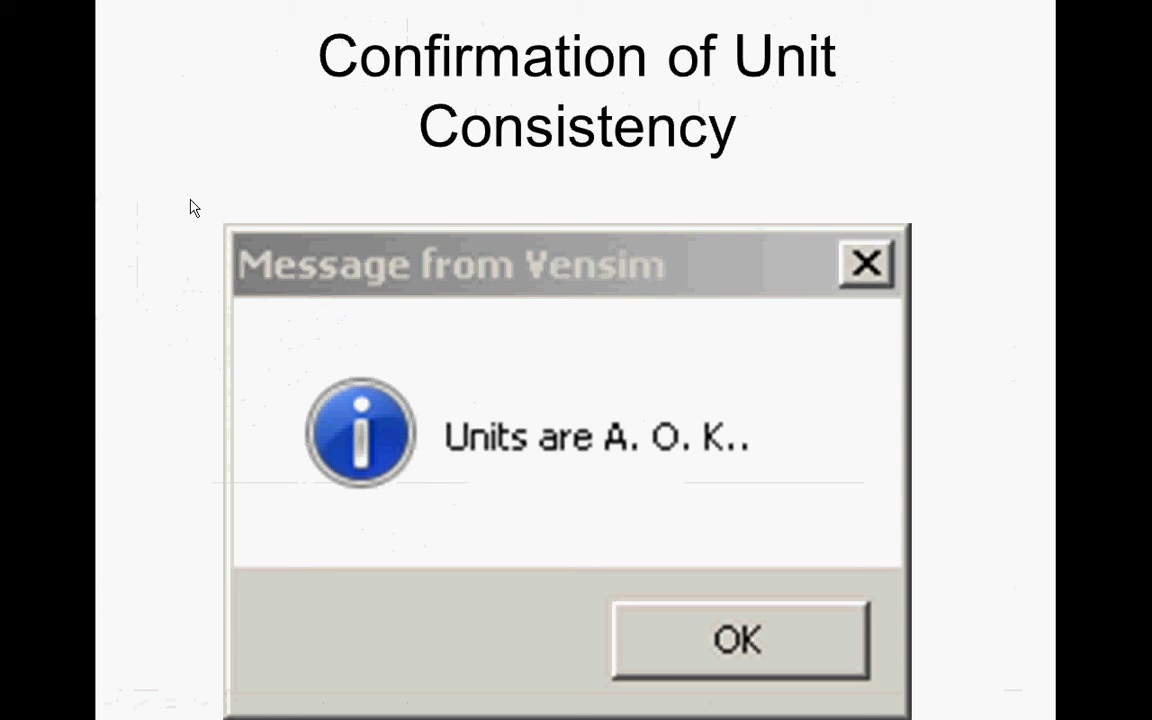 Confirmation of Unit
Consistency
Message from Vensim
Units are A. O. K..
OK